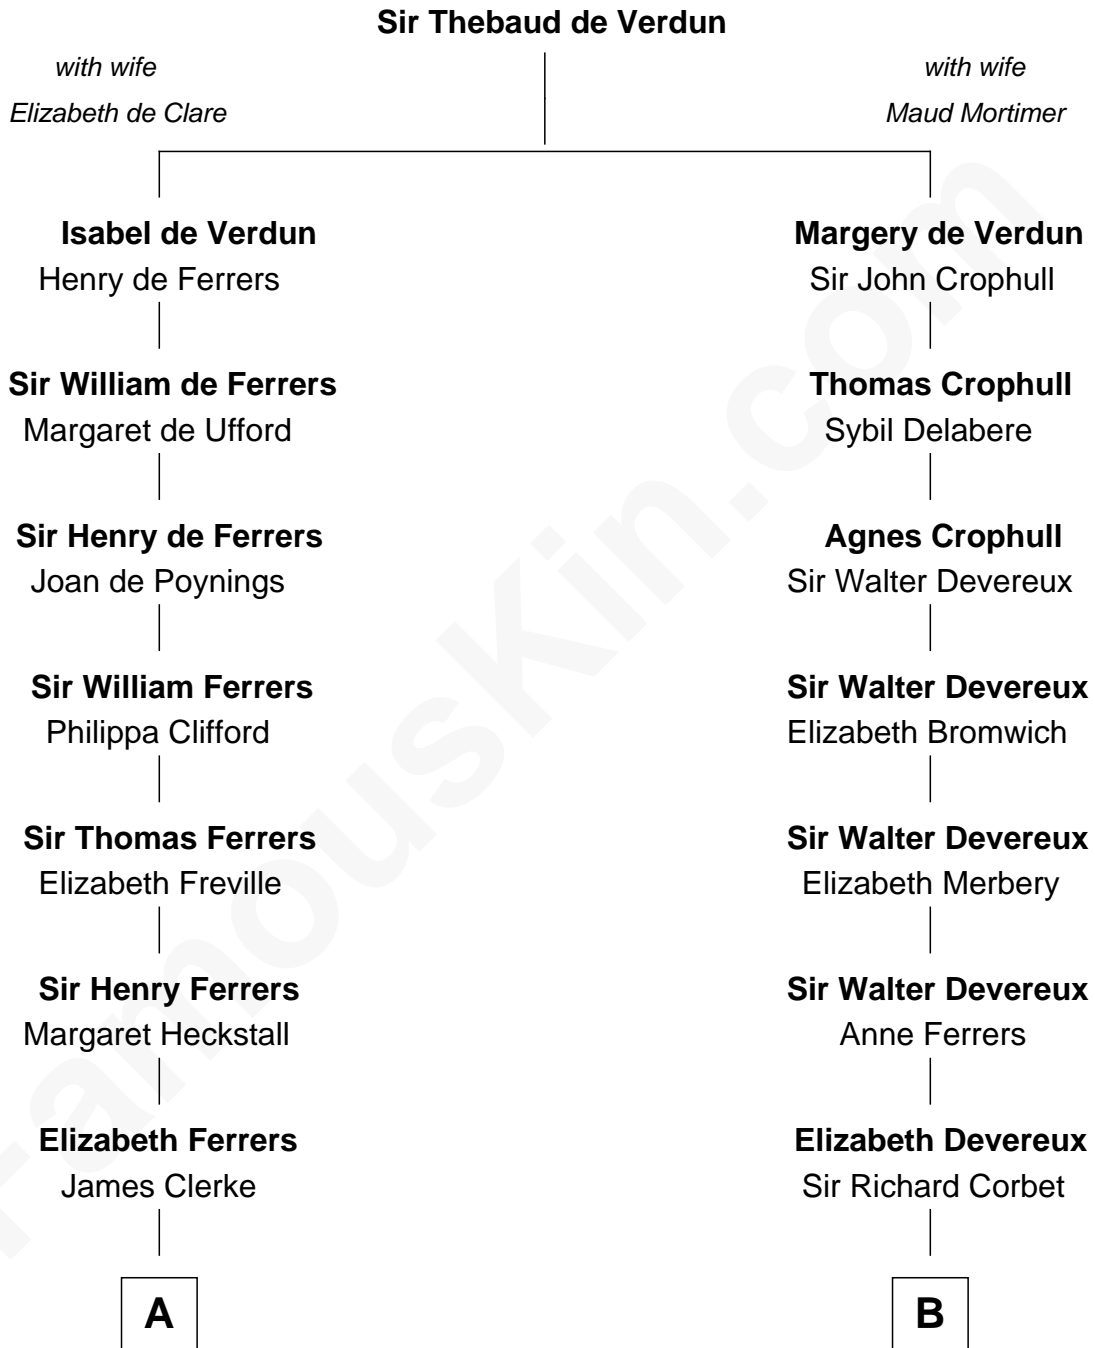 Sir Thebaud de Verdun
with wife
Elizabeth de Clare
with wife
Maud Mortimer
Isabel de Verdun
Henry de Ferrers
Margery de Verdun
Sir John Crophull
Sir William de Ferrers
Margaret de Ufford
Thomas Crophull
Sybil Delabere
Sir Henry de Ferrers
Joan de Poynings
Agnes Crophull
Sir Walter Devereux
Sir William Ferrers
Philippa Clifford
Sir Walter Devereux
Elizabeth Bromwich
Sir Thomas Ferrers
Elizabeth Freville
Sir Walter Devereux
Elizabeth Merbery
Sir Henry Ferrers
Margaret Heckstall
Sir Walter Devereux
Anne Ferrers
Elizabeth Ferrers
James Clerke
Elizabeth Devereux
Sir Richard Corbet
A
B
FamousKin.com